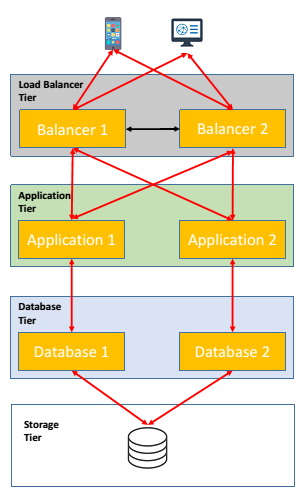 Load Balancer
Tier
Balancer 1
Balancer 2
Application
Tier
Application 1
Application 2
Database
Tier
Database 1
Database 2
Storage
Tier